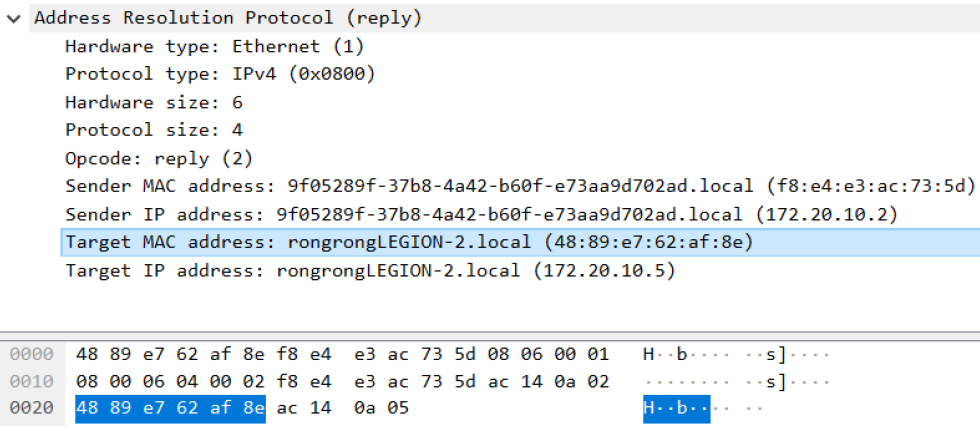 Address Resolution Protocol (reply)
Hardware type: Ethernet (1)
Protocol type: IPv4 (0x0800)
Hardware size: 6
Protocol size: 4
Opcode: reply (2)
Sender MAC address: 9f05289f-37b8-4a42-b60f-e73aa9d702ad.local (f8:e4:e3:ac:73:5d)
Sender IP address: 9f05289f-37b8-4a42-b60f-e73aa9d702ad.local (172.20.10.2)
Target MAC address: rongrongLEGION-2.local (48:89:e7:62:af:8e)
Target IP address: rongrongLEGION-2.local (172.20.10.5)
0000 48 89 e7 62 af 8e f8 e4 e3 ac 73 5d 08 06 00 01 H··b···· ··s]····
0010 08 00 06 04 00 02 f8 e4 e3 ac 73 5d ac 14 0a 02 ········ ··s]····
0020 48 89 e7 62 af 8e ac 14 0a 05 H··b···· ··